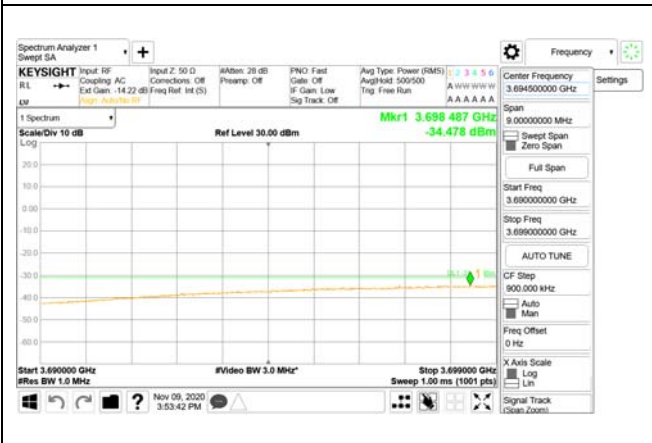 Spectrum Analyzer 1
Swept SA
+
Frequency
KEYSIGHT
RL
Input: RF
Coupling: AC
Ext Gain: -14.22 dB
Align: Auto/No RF
Input Z: 50 Ω
Corrections: Off
Freq Ref: Int (S)
#Atten: 28 dB
Preamp: Off
PNO: Fast
Gate: Off
IF Gain: Low
Sig Track: Off
Avg Type: Power (RMS)
Avg|Hold: 500/500
Trig: Free Run
1 2 3 4 5 6
A W W W W W
A A A A A A
Settings
1 Spectrum
Scale/Div 10 dB
Log
Ref Level 30.00 dBm
Mkr1 3.698 487 GHz
-34.478 dBm
20.0
10.0
0.00
-10.0
-20.0
-30.0
-40.0
-50.0
-60.0
1
Start 3.690000 GHz
#Res BW 1.0 MHz
#Video BW 3.0 MHz*
Stop 3.699000 GHz
Sweep 1.00 ms (1001 pts)
Center Frequency
3.694500000 GHz
Span
9.00000000 MHz
Swept Span
Zero Span
Full Span
Start Freq
3.690000000 GHz
Stop Freq
3.699000000 GHz
AUTO TUNE
CF Step
900.000 kHz
Auto
Man
Freq Offset
0 Hz
X Axis Scale
Log
Lin
Signal Track
(Span Zoom)
?
Nov 09, 2020
3:53:42 PM